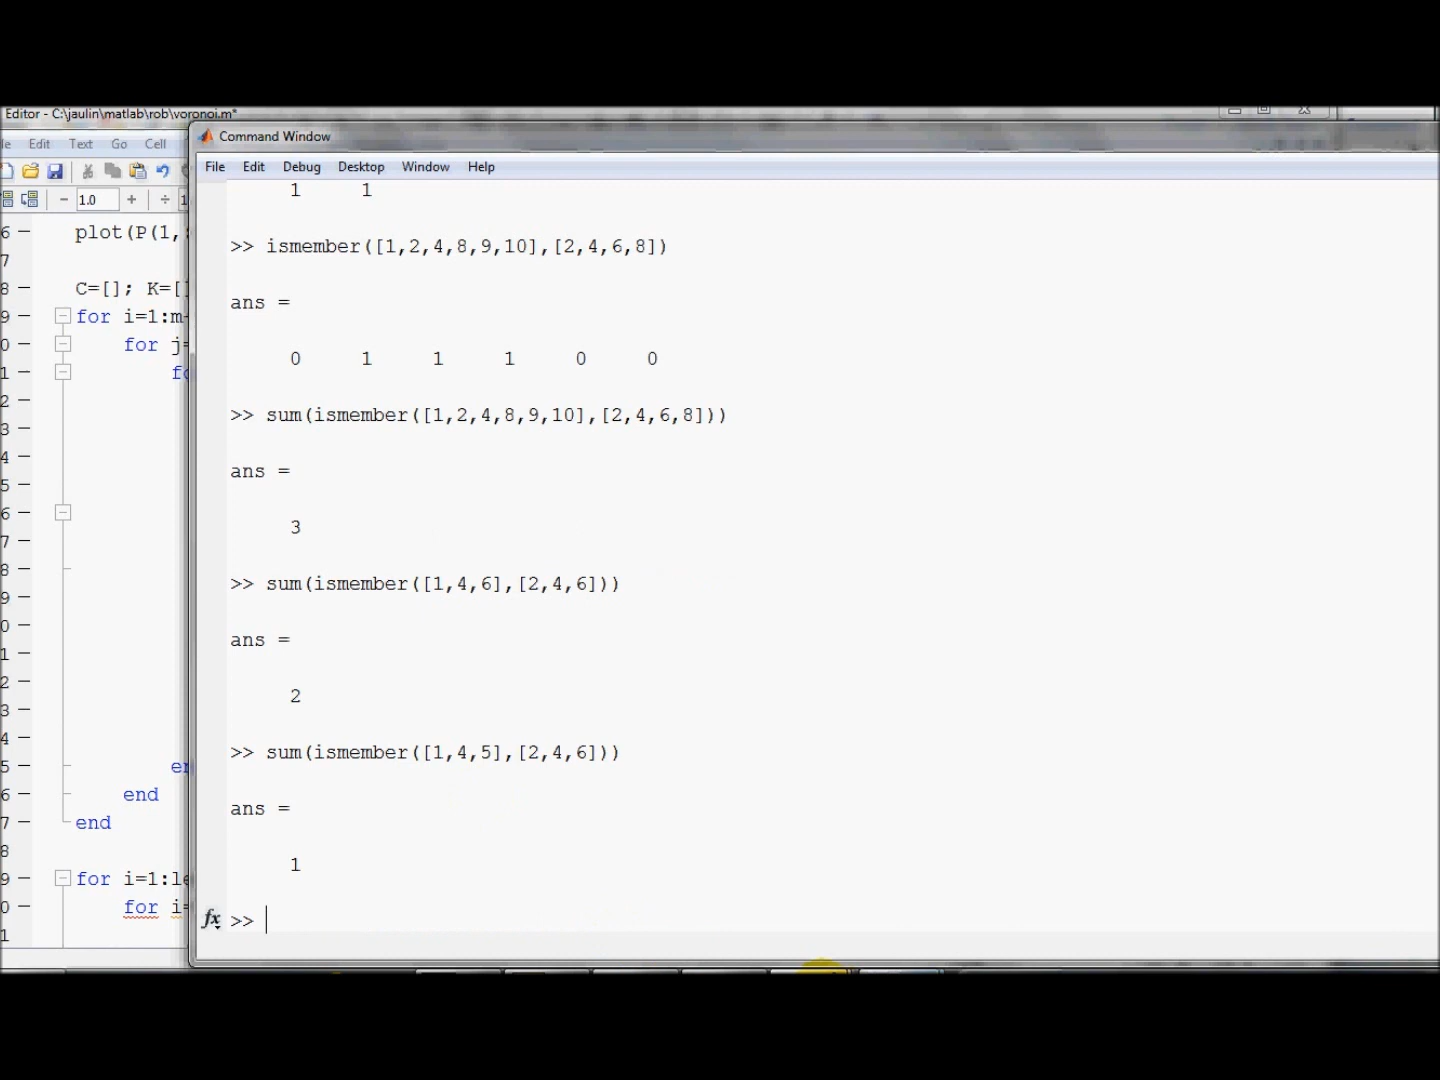 Editor - C:\jaulin\matlab\rob\voronoi.m*
Edit Text Go Cell
Command Window
File Edit Debug Desktop Window Help
- 1.0 + ÷
plot(P(1,
C=[]; K=[]
for i=1:m
for j=
end
end
for i=1:le
for i=
1 1
>> ismember([1,2,4,8,9,10],[2,4,6,8])
ans =
0 1 1 1 0 0
>> sum(ismember([1,2,4,8,9,10],[2,4,6,8]))
ans =
3
>> sum(ismember([1,4,6],[2,4,6]))
ans =
2
>> sum(ismember([1,4,5],[2,4,6]))
ans =
1
fx >>